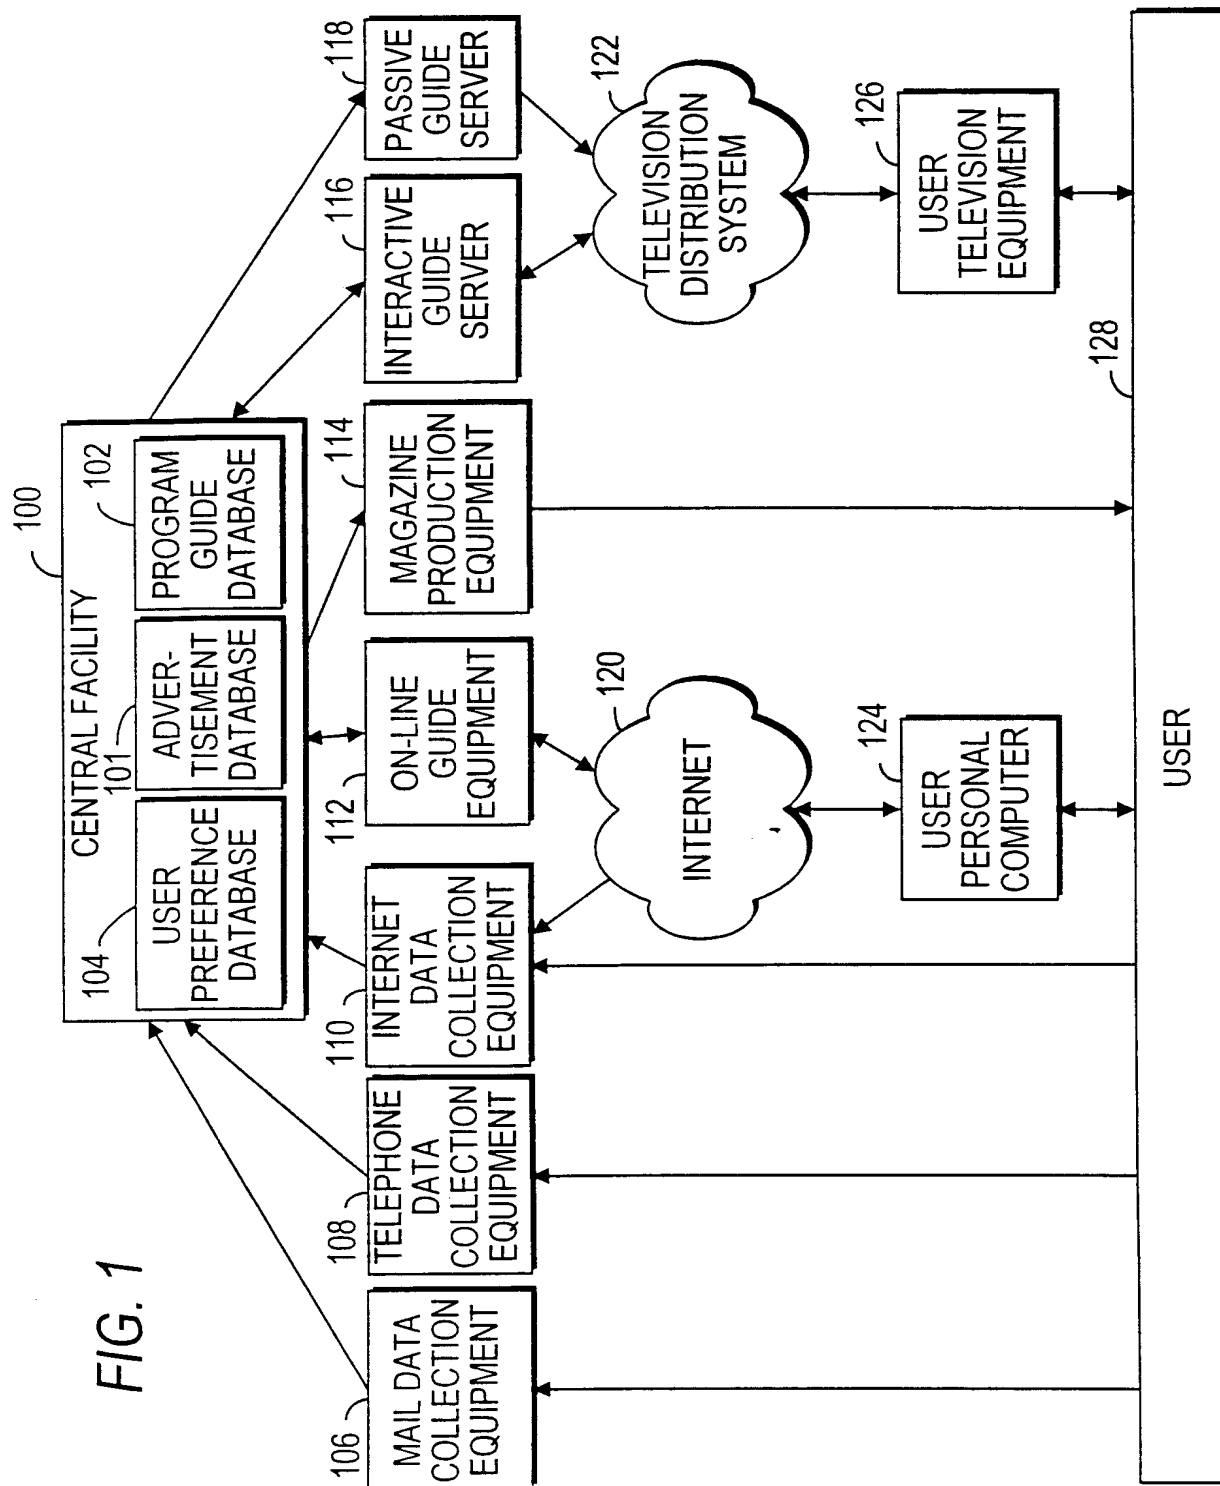 FIG. 1
100
CENTRAL FACILITY
104
USER
PREFERENCE
DATABASE
101
ADVER-
TISEMENT
DATABASE
102
PROGRAM
GUIDE
DATABASE
106
MAIL DATA
COLLECTION
EQUIPMENT
108
TELEPHONE
DATA
COLLECTION
EQUIPMENT
110
INTERNET
DATA
COLLECTION
EQUIPMENT
112
ON-LINE
GUIDE
EQUIPMENT
114
MAGAZINE
PRODUCTION
EQUIPMENT
116
INTERACTIVE
GUIDE
SERVER
118
PASSIVE
GUIDE
SERVER
120
INTERNET
122
TELEVISION
DISTRIBUTION
SYSTEM
124
USER
PERSONAL
COMPUTER
126
USER
TELEVISION
EQUIPMENT
128
USER